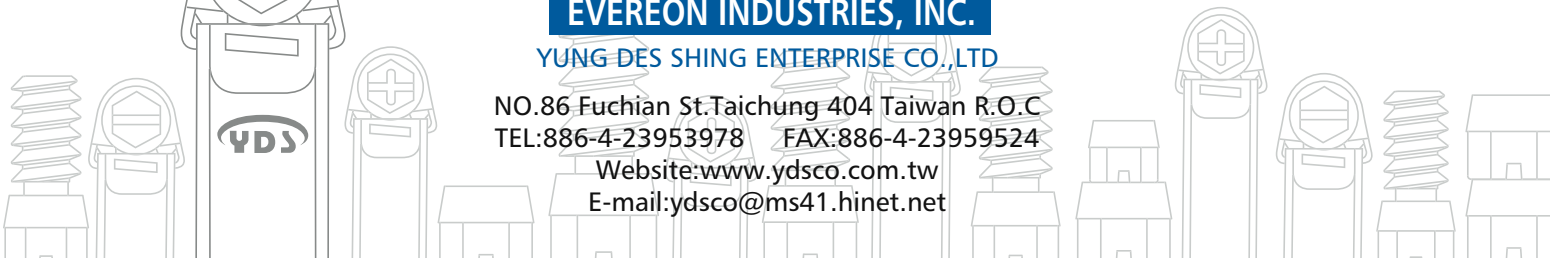 EVEREON INDUSTRIES, INC.
YUNG DES SHING ENTERPRISE CO.,LTD
NO.86 Fuchian St.Taichung 404 Taiwan R.O.C
TEL:886-4-23953978 FAX:886-4-23959524
Website:www.ydsco.com.tw
E-mail:ydsco@ms41.hinet.net
YDS